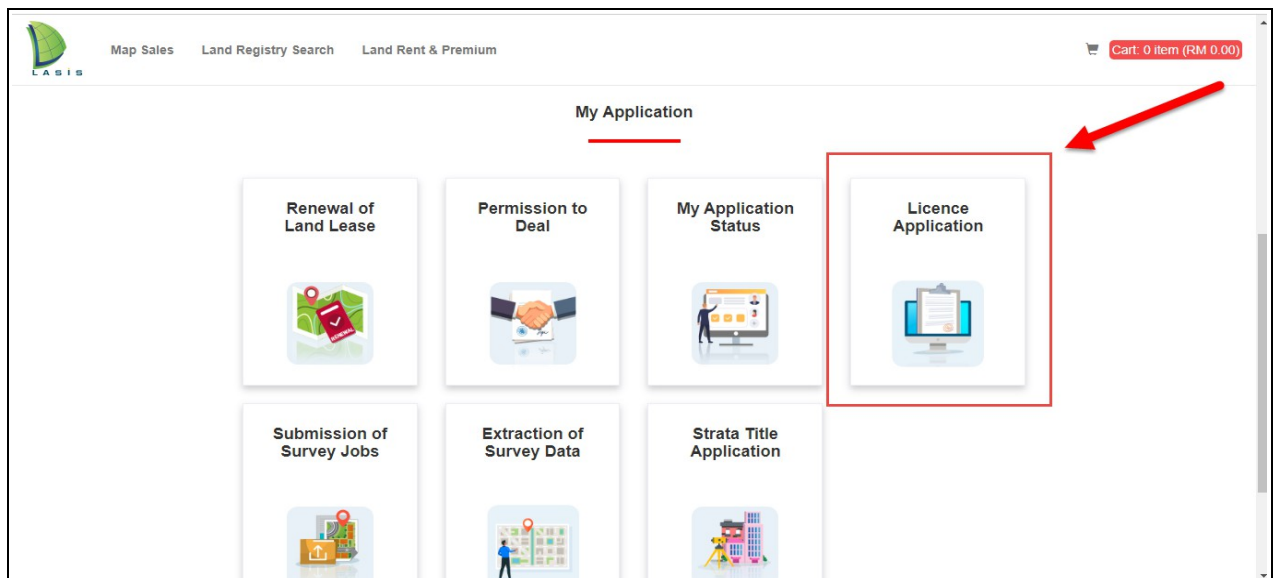 LASIS
Map Sales
Land Registry Search
Land Rent & Premium
Cart: 0 item (RM 0.00)
My Application
Renewal of
Land Lease
Permission to
Deal
My Application
Status
Licence
Application
RENEWAL
Submission of
Survey Jobs
Extraction of
Survey Data
Strata Title
Application